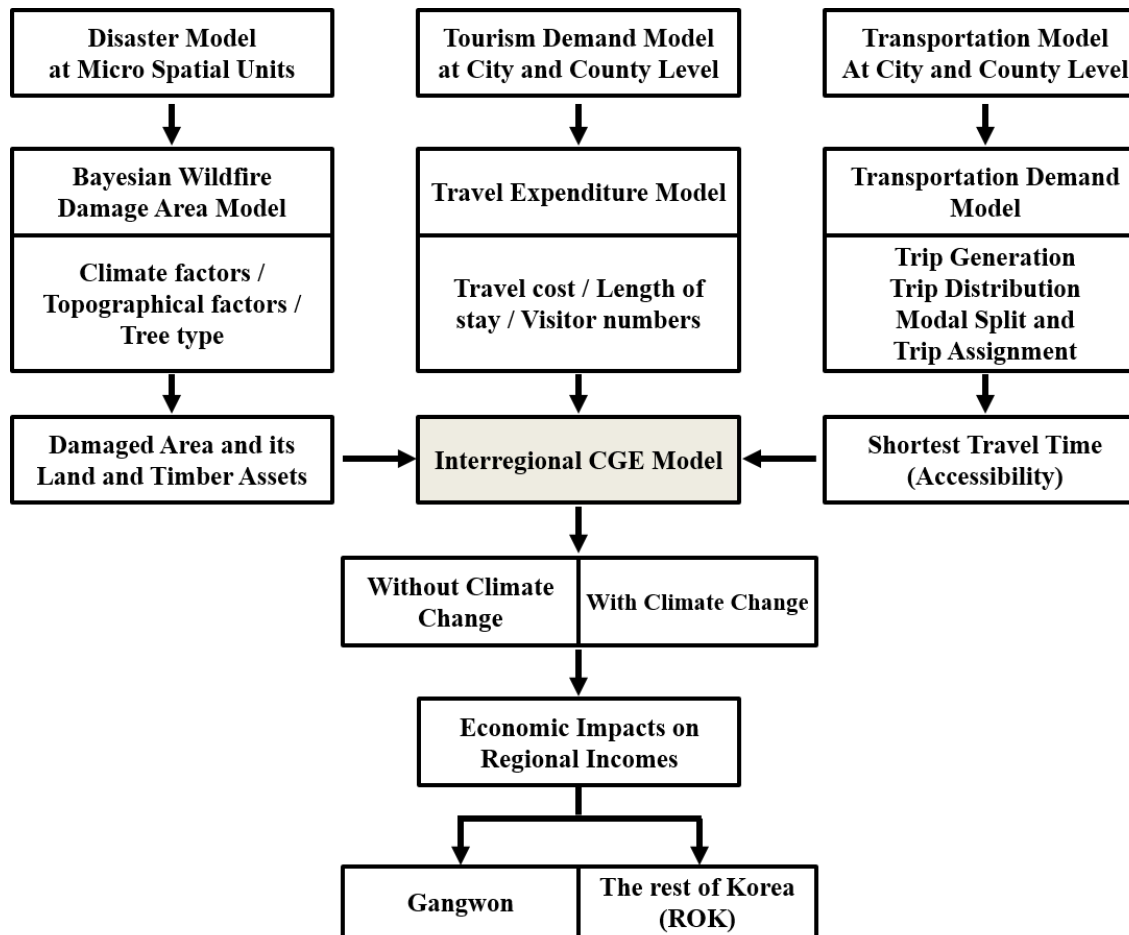 Disaster Model
at Micro Spatial Units
Tourism Demand Model
at City and County Level
Transportation Model
At City and County Level
Bayesian Wildfire
Damage Area Model
Travel Expenditure Model
Transportation Demand
Model
Climate factors /
Topographical factors /
Tree type
Travel cost / Length of
stay / Visitor numbers
Trip Generation
Trip Distribution
Modal Split and
Trip Assignment
Damaged Area and its
Land and Timber Assets
Interregional CGE Model
Shortest Travel Time
(Accessibility)
Without Climate
Change
With Climate Change
Economic Impacts on
Regional Incomes
Gangwon
The rest of Korea
(ROK)